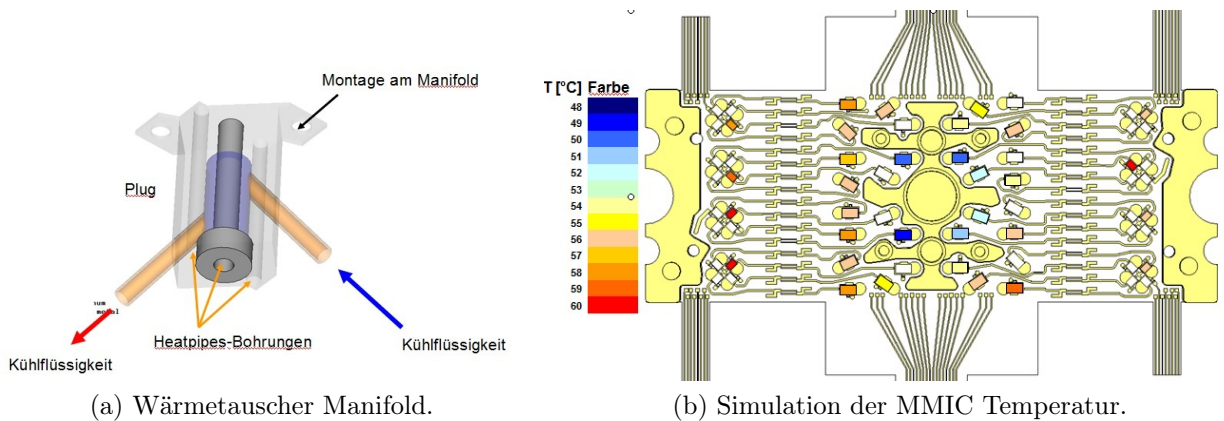 Montage am Manifold
Plug
Heatpipes-Bohrungen
Kühlflüssigkeit
Kühlflüssigkeit
(a) Wärmetauscher Manifold.
T [°C] Farbe
48
49
50
51
52
53
54
55
56
57
58
59
60
(b) Simulation der MMIC Temperatur.